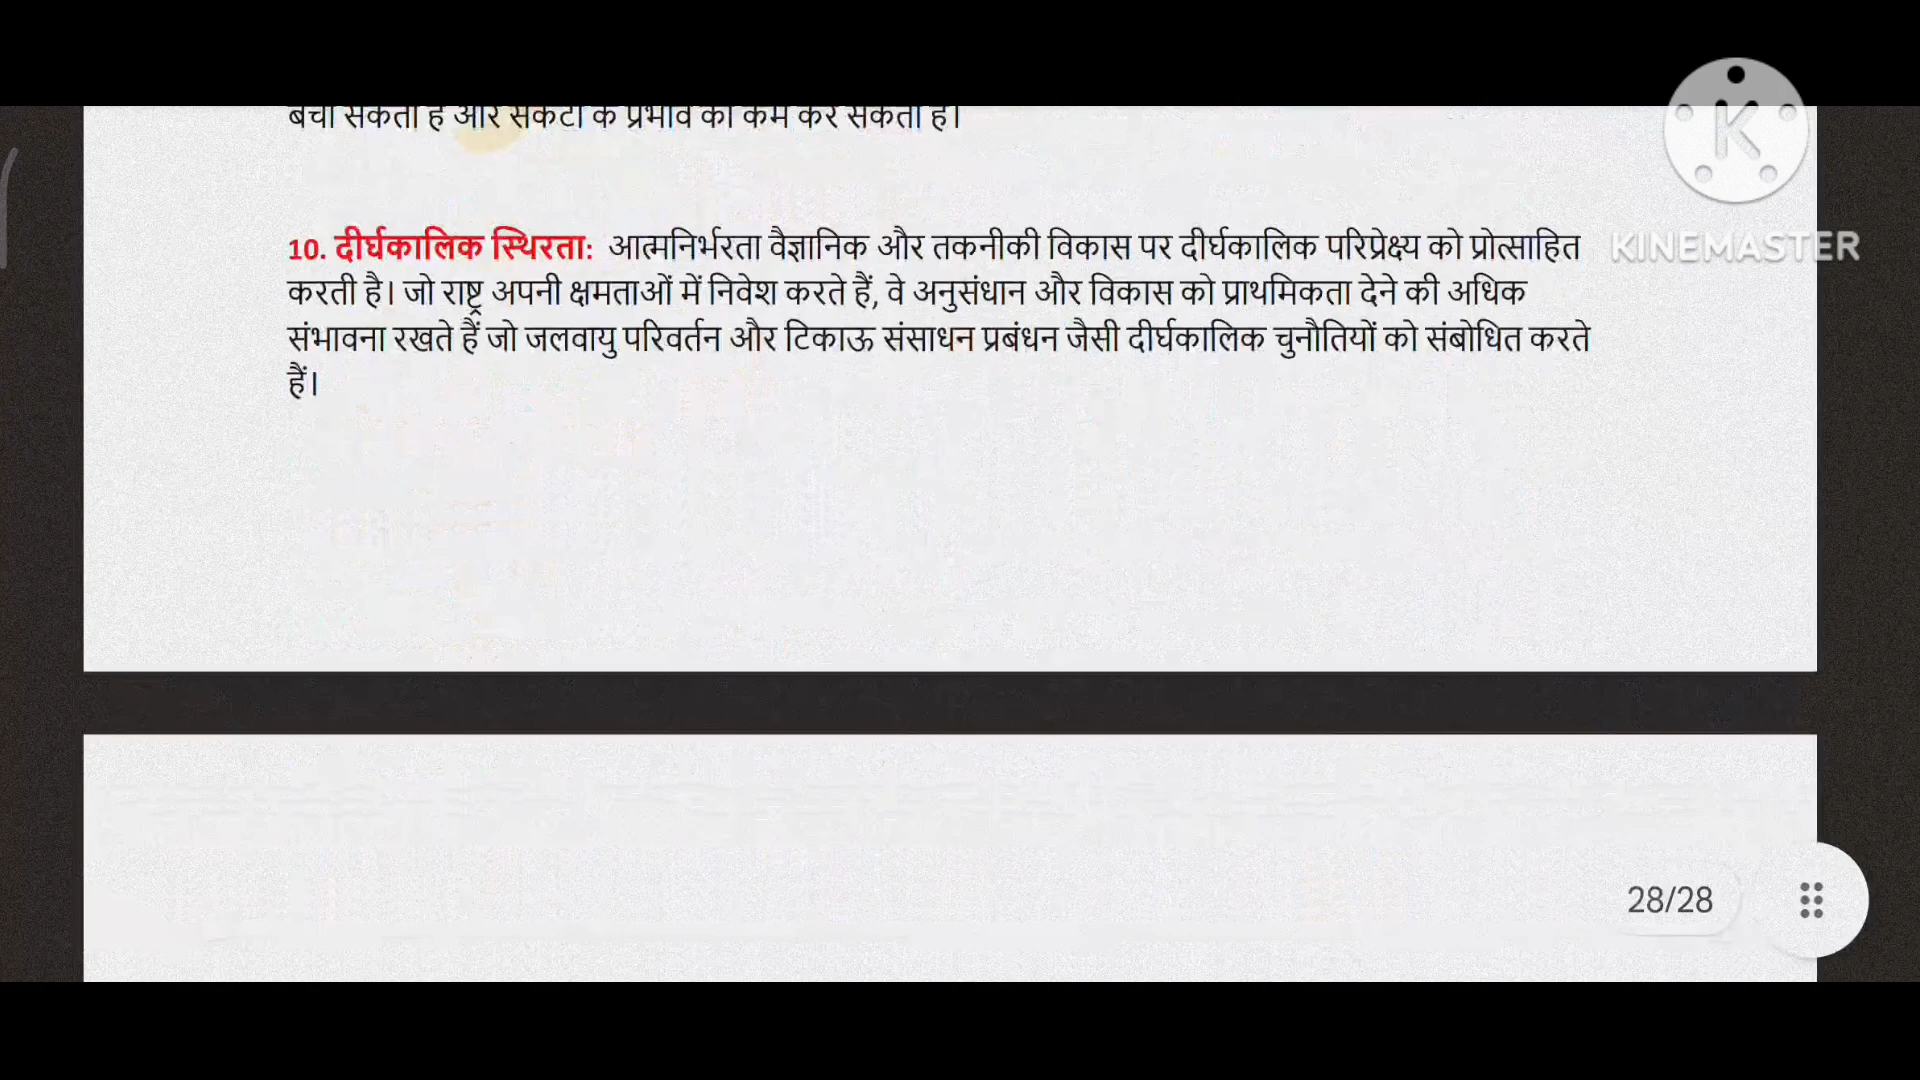 बचा सकती है और संकटों के प्रभाव को कम कर सकती है।
10. दीर्घकालिक स्थिरता: आत्मनिर्भरता वैज्ञानिक और तकनीकी विकास पर दीर्घकालिक परिप्रेक्ष्य को प्रोत्साहित
करती है। जो राष्ट्र अपनी क्षमताओं में निवेश करते हैं, वे अनुसंधान और विकास को प्राथमिकता देने की अधिक
संभावना रखते हैं जो जलवायु परिवर्तन और टिकाऊ संसाधन प्रबंधन जैसी दीर्घकालिक चुनौतियों को संबोधित करते
हैं।
K
KINEMASTER
28/28